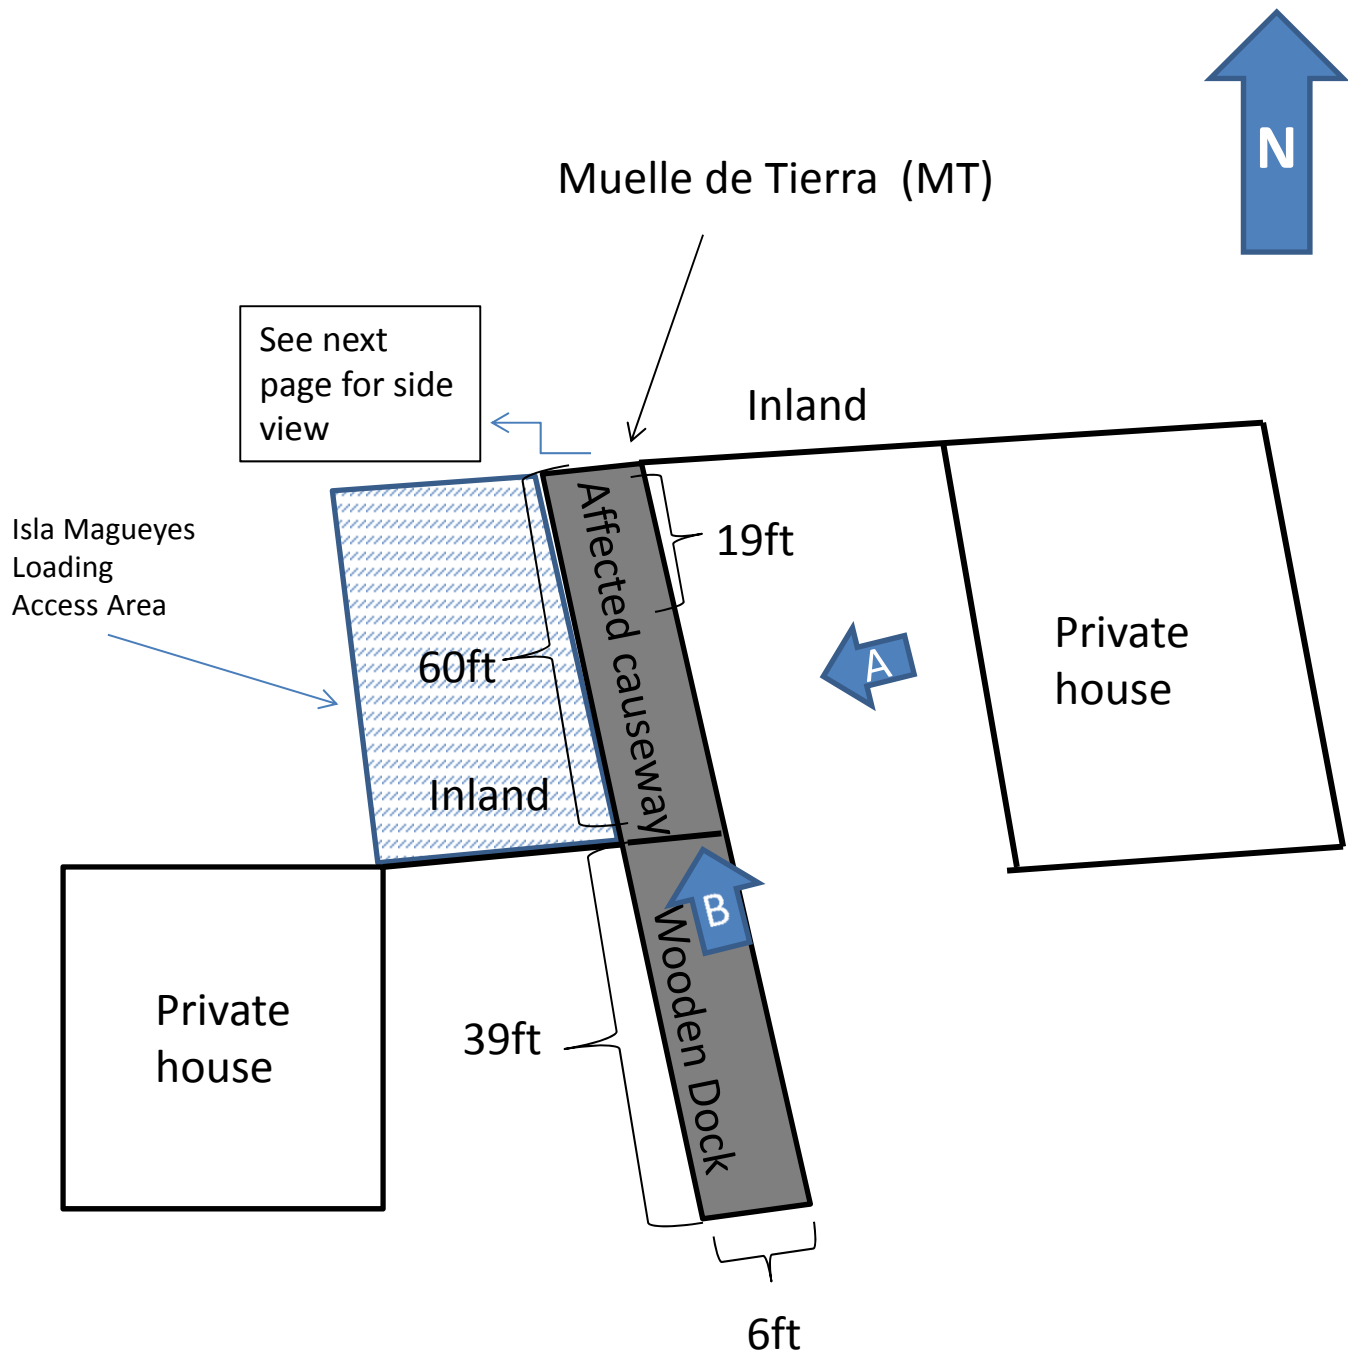 N
Muelle de Tierra  (MT)
See next
page for side
view
Inland
Isla Magueyes
Loading
Access Area
19ft
Affected causeway
60ft
A
Private
house
Inland
B
Wooden Dock
Private
house
39ft
6ft